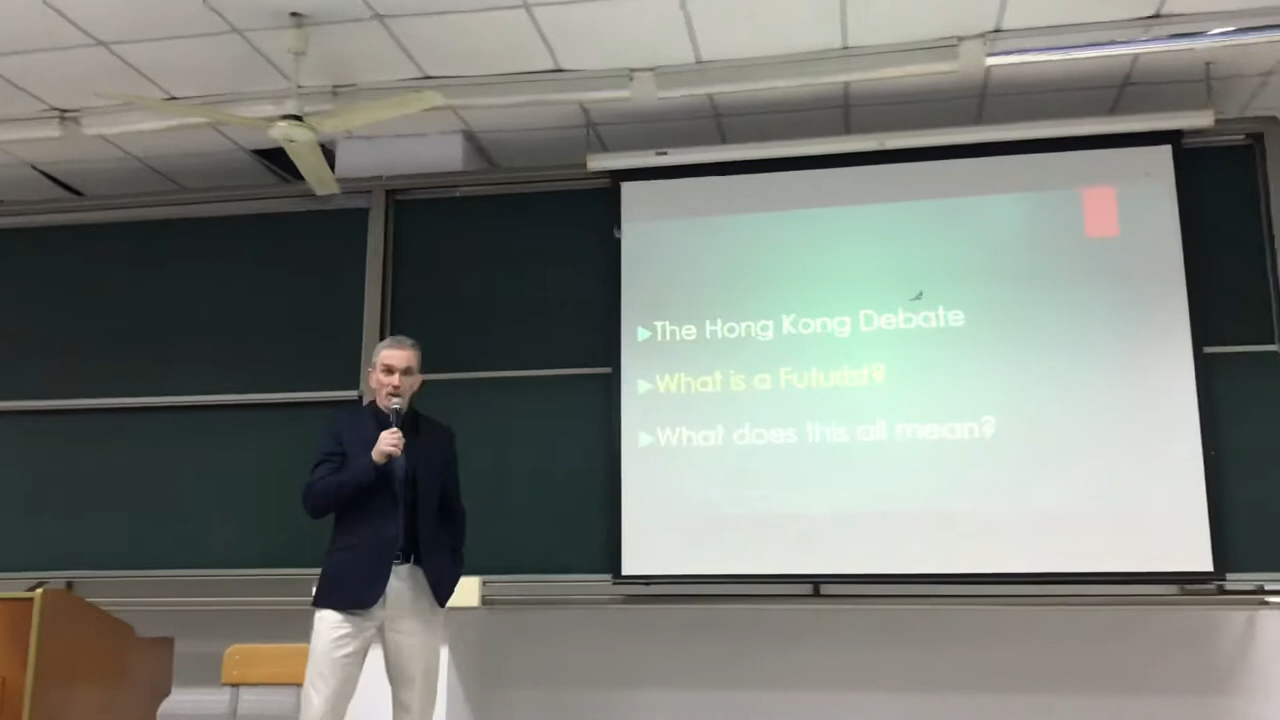 The Hong Kong Debate
What is a Futurist?
What does this all mean?